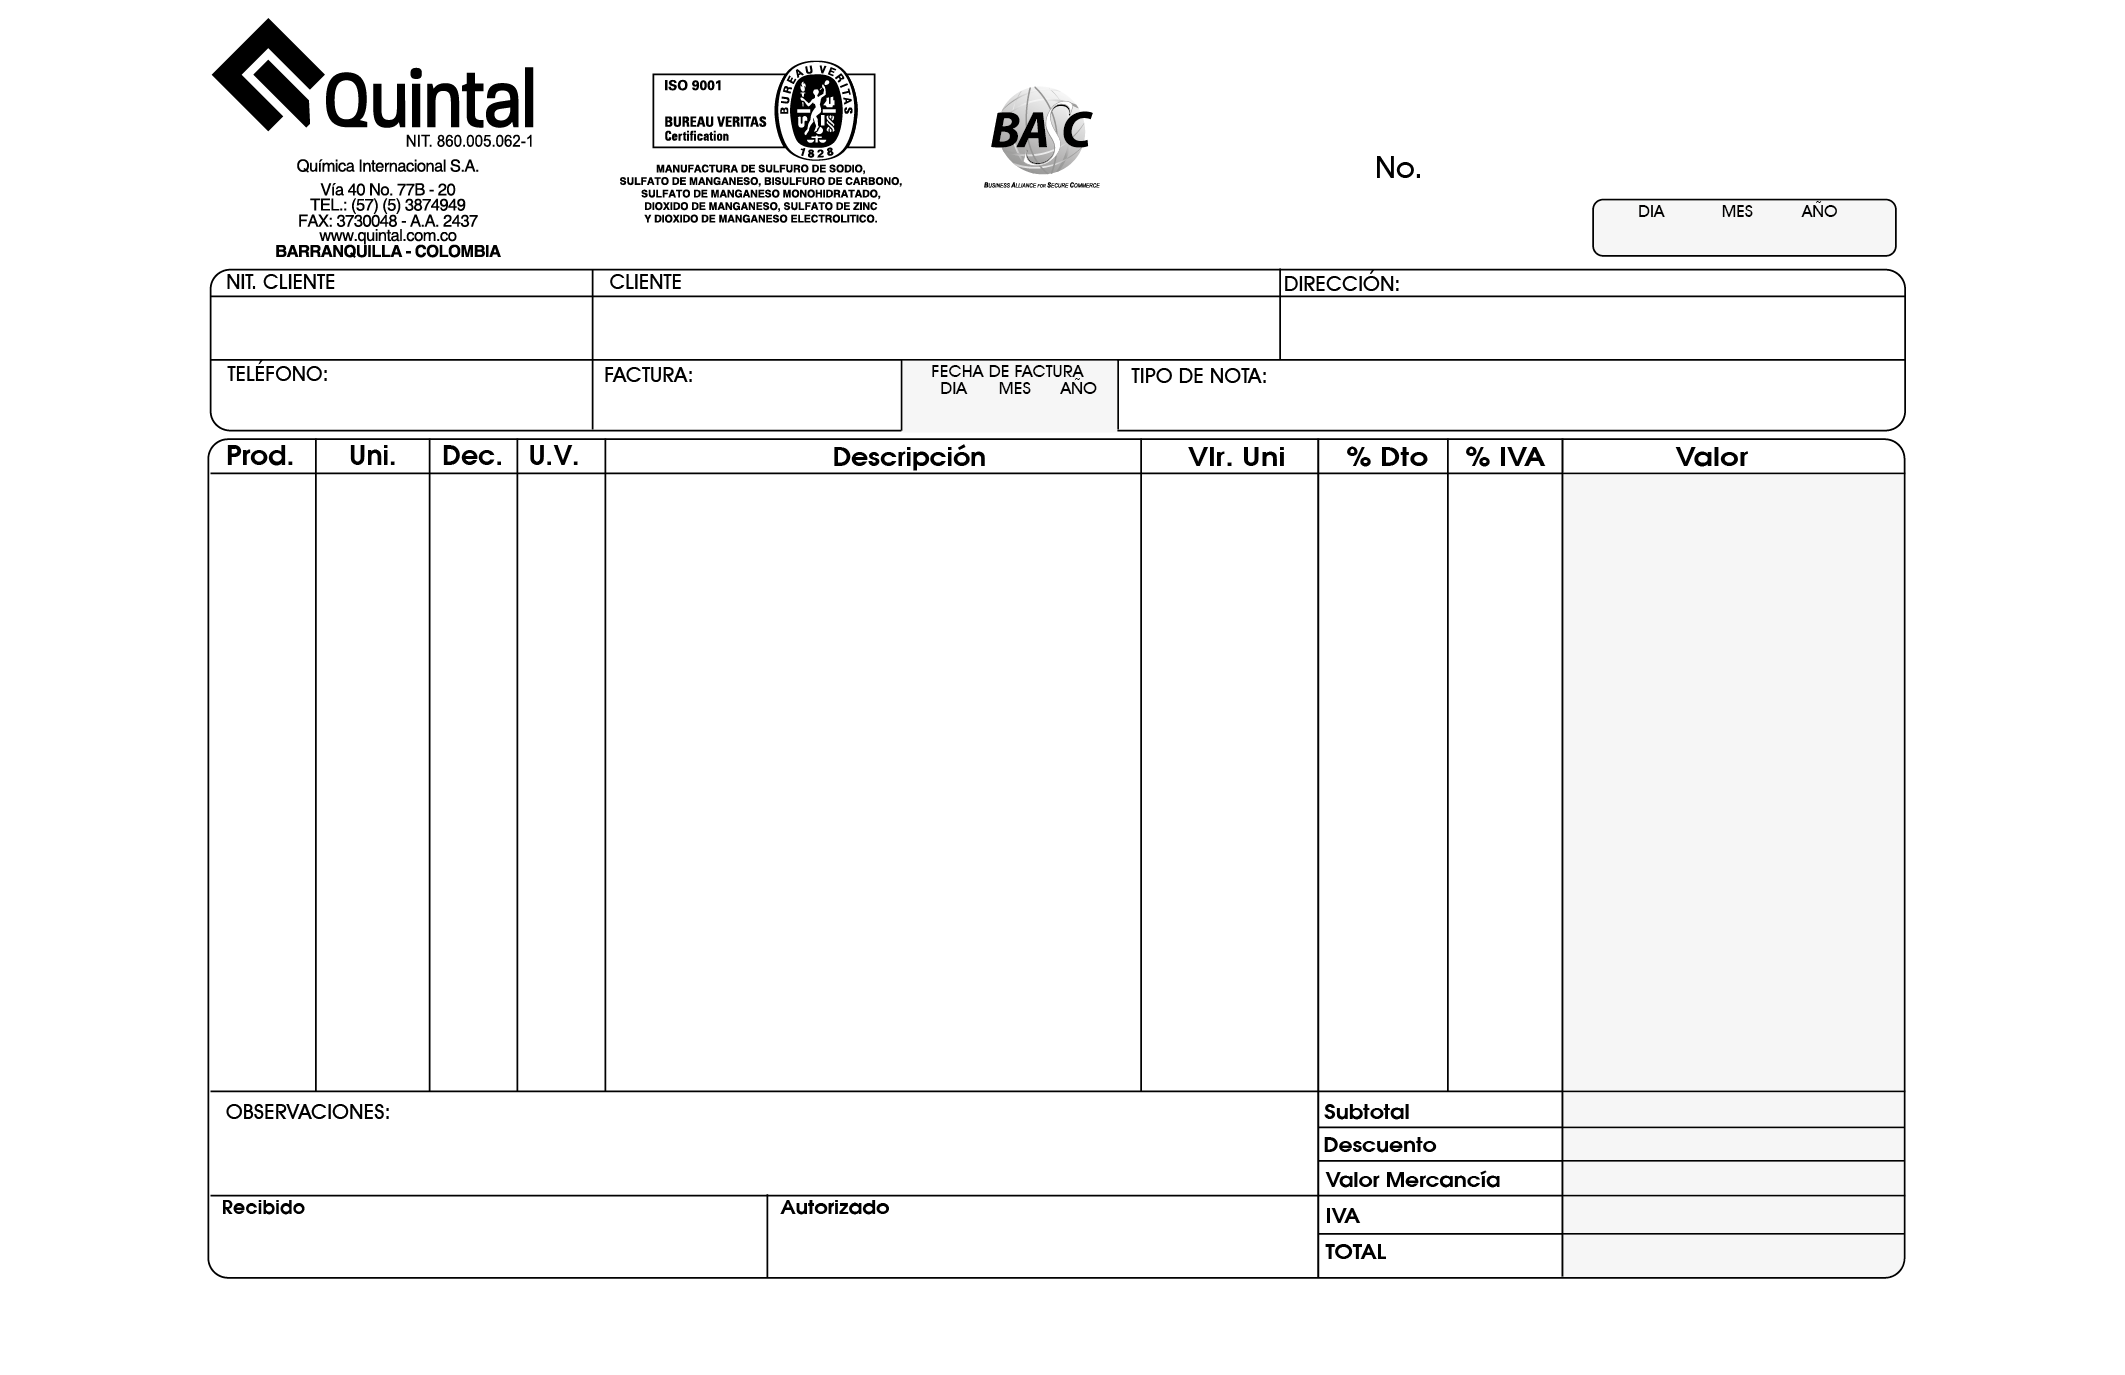 Quintal
NIT. 860.005.062-1
Química Internacional S.A.
Vía 40 No. 77B - 20
TEL.: (57) (5) 3874949
FAX: 3730048 - A.A. 2437
www.quintal.com.co
BARRANQUILLA - COLOMBIA
ISO 9001
BUREAU VERITAS
Certification
BUREAU VERITAS
1828
MANUFACTURA DE SULFURO DE SODIO,
SULFATO DE MANGANESO, BISULFURO DE CARBONO,
SULFATO DE MANGANESO MONOHIDRATADO,
DIOXIDO DE MANGANESO, SULFATO DE ZINC
Y DIOXIDO DE MANGANESO ELECTROLITICO.
BASC
BUSINESS ALLIANCE FOR SECURE COMMERCE
No.
DIA MES AÑO
NIT. CLIENTE CLIENTE DIRECCIÓN:
TELÉFONO: FACTURA: FECHA DE FACTURA TIPO DE NOTA:
DIA MES AÑO
Prod. Uni. Dec. U.V. Descripción Vlr. Uni % Dto % IVA Valor
OBSERVACIONES:
Subtotal
Descuento
Valor Mercancía
Recibido Autorizado
IVA
TOTAL